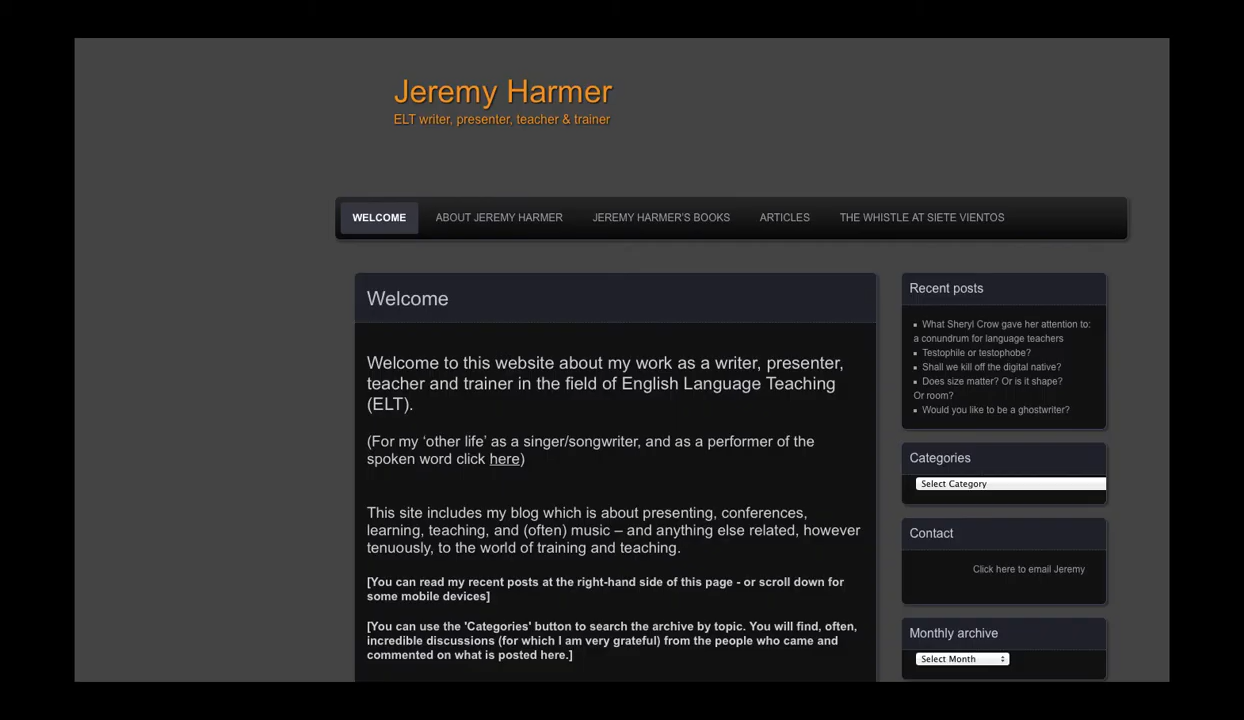 Jeremy Harmer
ELT writer, presenter, teacher & trainer
WELCOME
ABOUT JEREMY HARMER
JEREMY HARMER'S BOOKS
ARTICLES
THE WHISTLE AT SIETE VIENTOS
Welcome
Welcome to this website about my work as a writer, presenter,
teacher and trainer in the field of English Language Teaching
(ELT).
(For my ‘other life’ as a singer/songwriter, and as a performer of the
spoken word click here)
This site includes my blog which is about presenting, conferences,
learning, teaching, and (often) music – and anything else related, however
tenuously, to the world of training and teaching.
[You can read my recent posts at the right-hand side of this page - or scroll down for
some mobile devices]
[You can use the 'Categories' button to search the archive by topic. You will find, often,
incredible discussions (for which I am very grateful) from the people who came and
commented on what is posted here.]
Recent posts
What Sheryl Crow gave her attention to:
a conundrum for language teachers
Testophile or testophobe?
Shall we kill off the digital native?
Does size matter? Or is it shape?
Or room?
Would you like to be a ghostwriter?
Categories
Select Category
Contact
Click here to email Jeremy
Monthly archive
Select Month